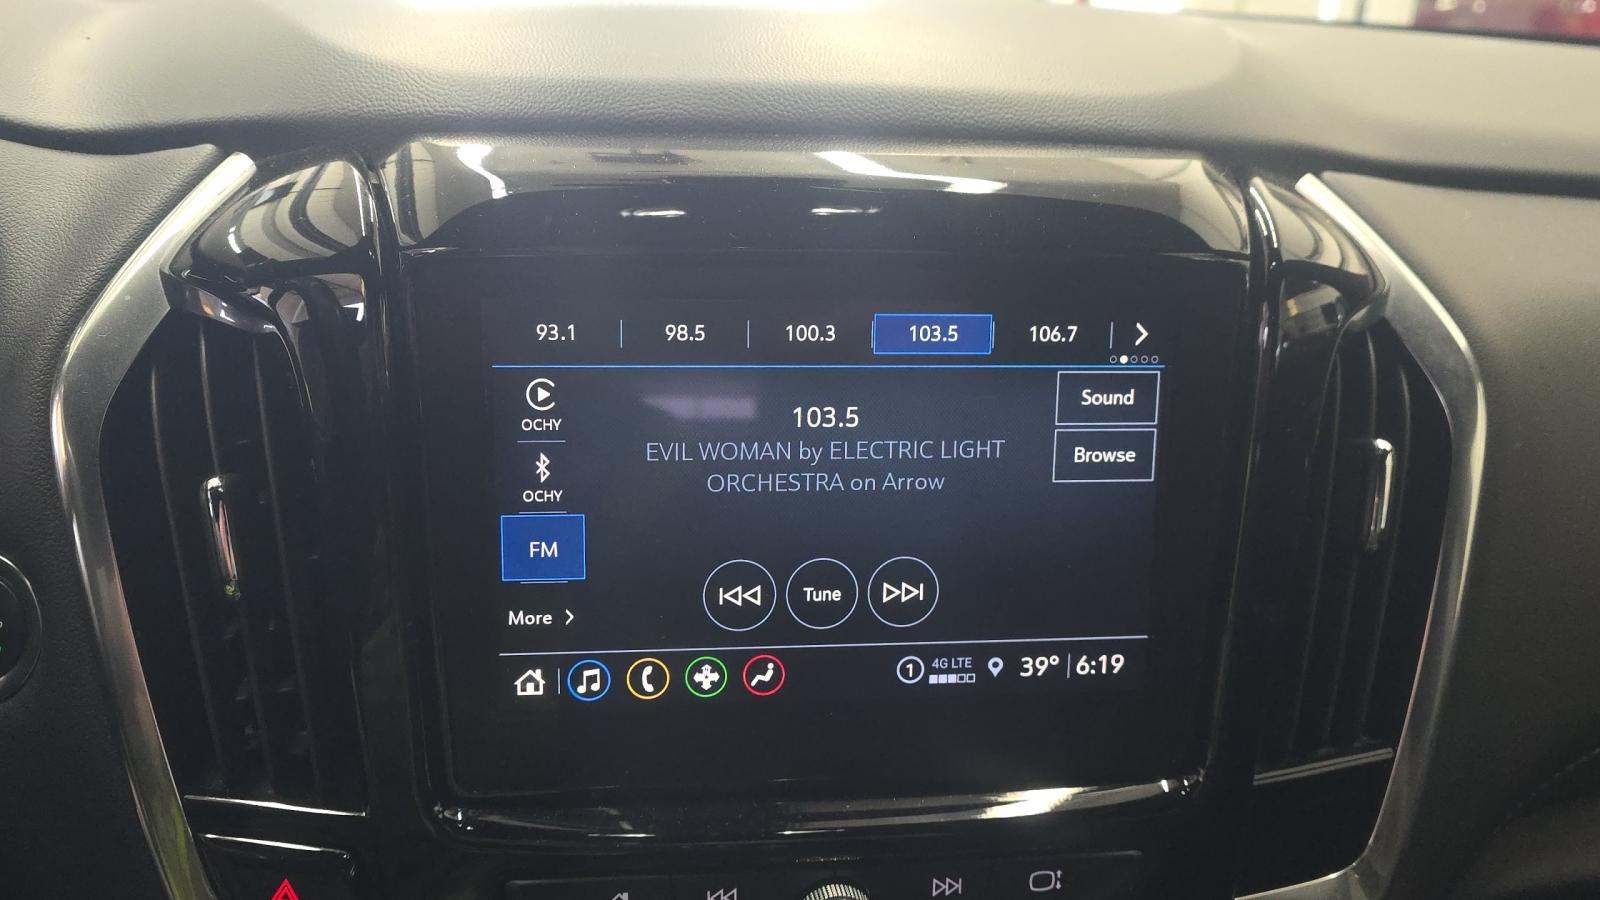 93.1 98.5 100.3 103.5 106.7
OCHY
OCHY
FM
More
103.5
EVIL WOMAN by ELECTRIC LIGHT
ORCHESTRA on Arrow
Sound
Browse
Tune
1 4G LTE 39° 6:19